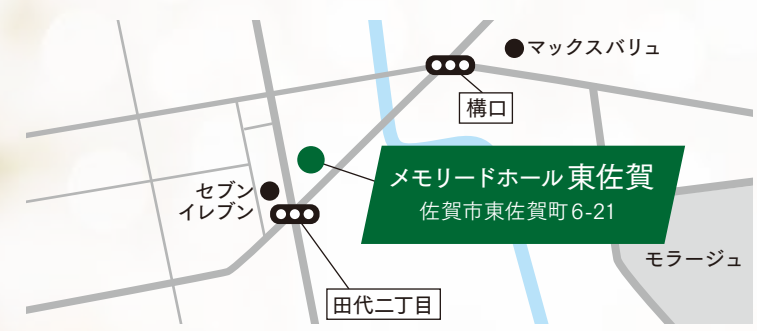 マックスバリュ
構口
メモリードホール 東佐賀
佐賀市東佐賀町6-21
セブン
イレブン
モラージュ
田代二丁目